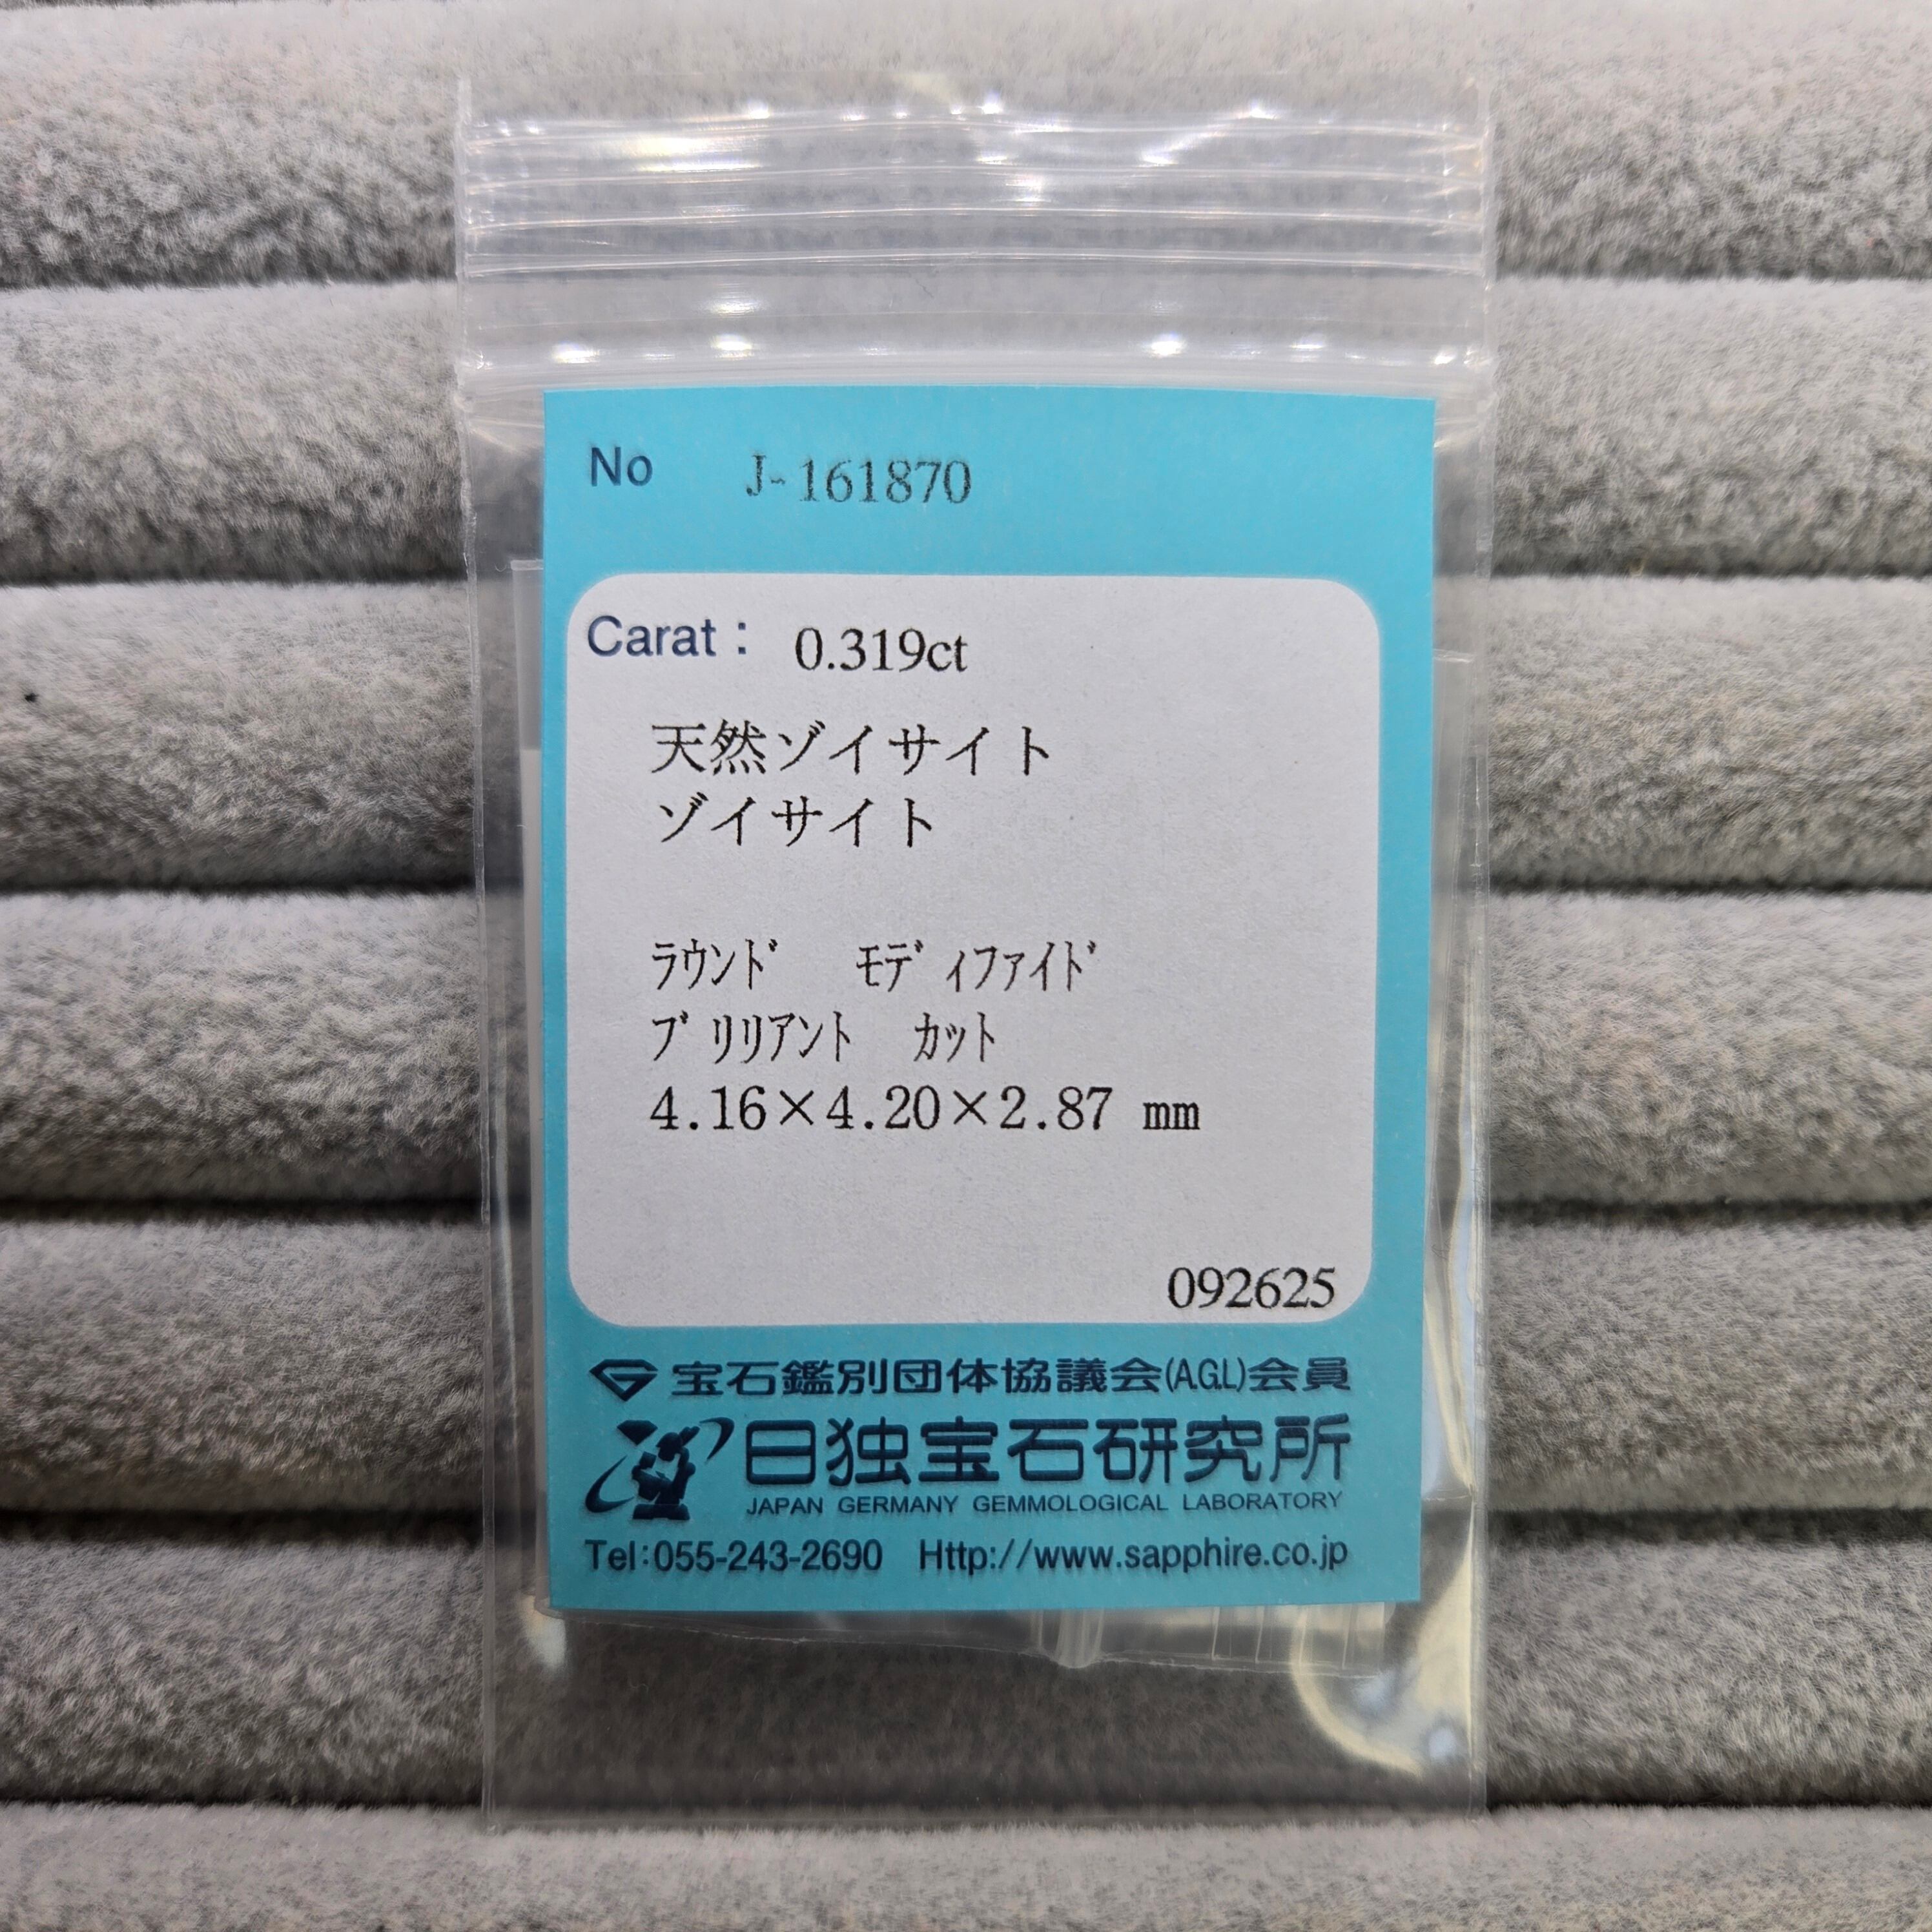 No J-161870
Carat： 0.319ct
天然ゾイサイト
ゾイサイト
ﾗｳﾝﾄﾞ ﾓﾃﾞｨﾌｧｲﾄﾞ
ﾌﾞﾘﾘｱﾝﾄ ｶｯﾄ
4.16×4.20×2.87 mm
092625
宝石鑑別団体協議会(A.G.L)会員
日独宝石研究所
JAPAN GERMANY GEMMOLOGICAL LABORATORY
Tel:055-243-2690 Http://www.sapphire.co.jp